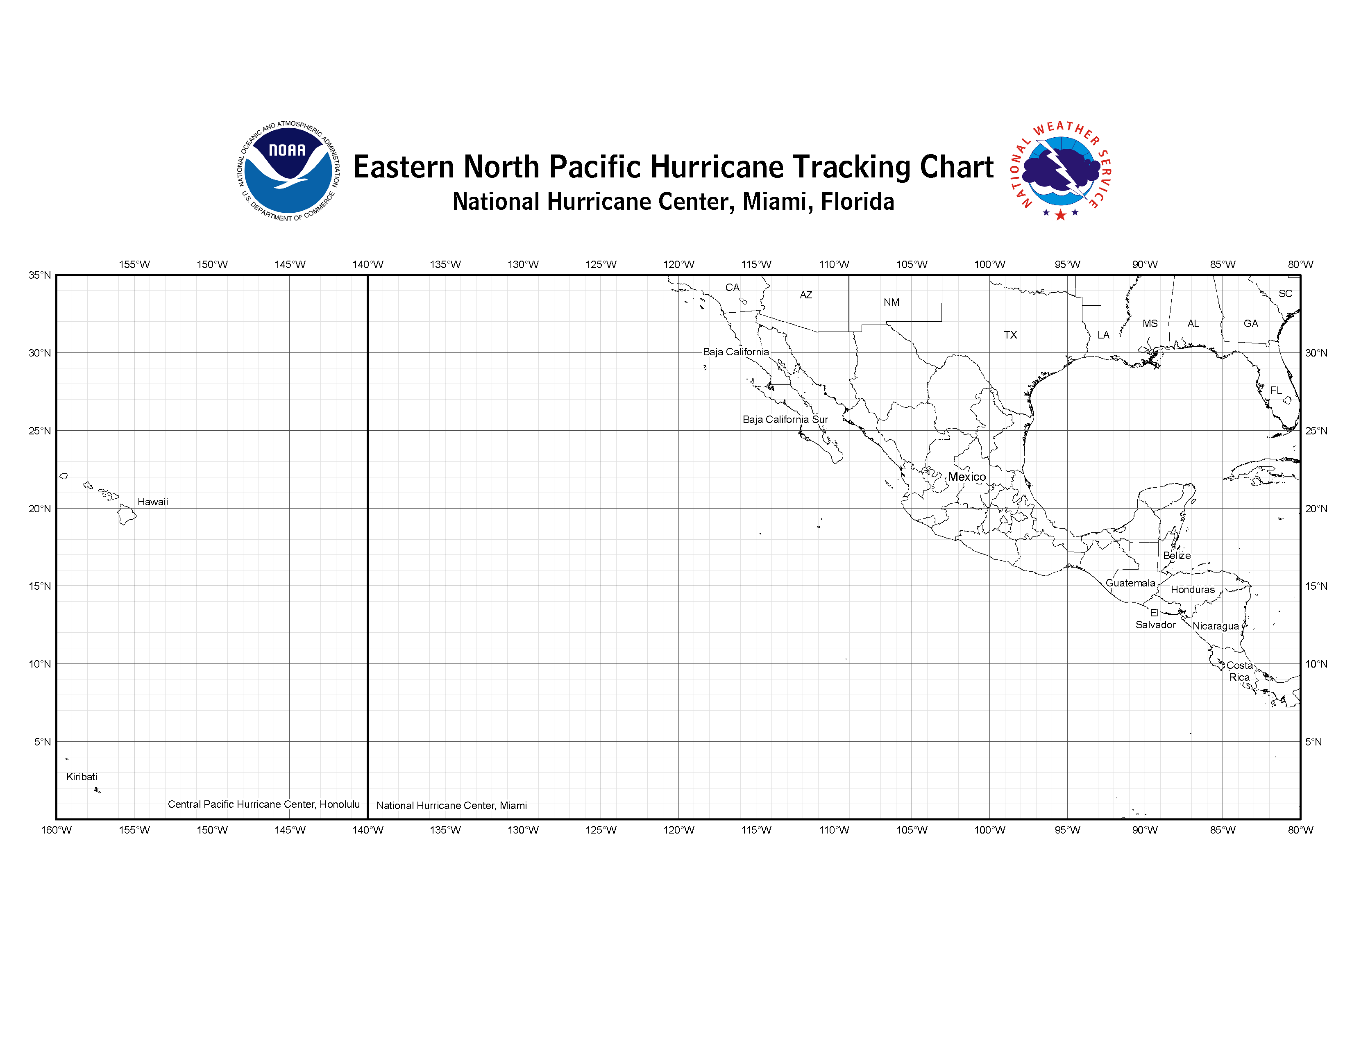 NATIONAL OCEANIC AND ATMOSPHERIC ADMINISTRATION
U.S. DEPARTMENT OF COMMERCE
NOAA
Eastern North Pacific Hurricane Tracking Chart
National Hurricane Center, Miami, Florida
NATIONAL WEATHER SERVICE
155°W 150°W 145°W 140°W 135°W 130°W 125°W 120°W 115°W 110°W 105°W 100°W 95°W 90°W 85°W 80°W
35°N
CA AZ NM SC
TX LA MS AL GA
30°N Baja California 30°N
FL
Baja California Sur
25°N 25°N
Mexico
Hawaii
20°N 20°N
Belize
15°N Guatemala Honduras 15°N
El
Salvador Nicaragua
10°N Costa 10°N
Rica
5°N 5°N
Kiribati
Central Pacific Hurricane Center, Honolulu National Hurricane Center, Miami
160°W 155°W 150°W 145°W 140°W 135°W 130°W 125°W 120°W 115°W 110°W 105°W 100°W 95°W 90°W 85°W 80°W